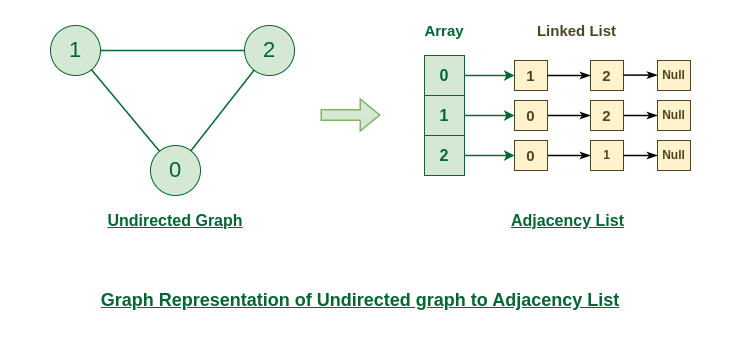 Array Linked List
1 2
0 1 2 Null
1 0 2 Null
2 0 1 Null
0
Undirected Graph Adjacency List
Graph Representation of Undirected graph to Adjacency List